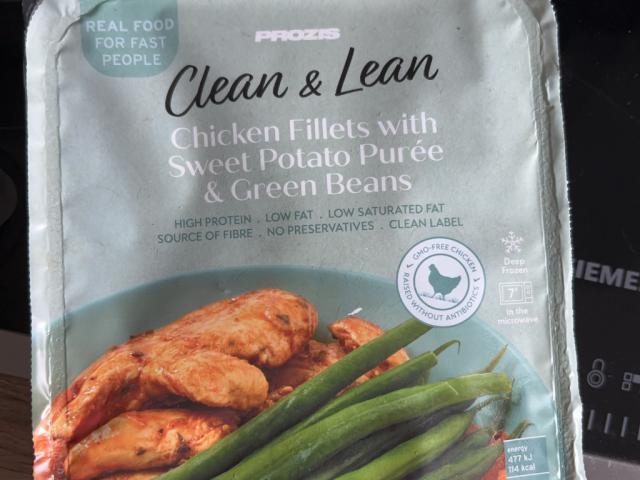 REAL FOOD
FOR FAST
PEOPLE
PROZIS
Clean & Lean
Chicken Fillets with
Sweet Potato Purée
& Green Beans
HIGH PROTEIN . LOW FAT . LOW SATURATED FAT
SOURCE OF FIBRE . NO PRESERVATIVES . CLEAN LABEL
GMO-FREE CHICKEN
RAISED WITHOUT ANTIBIOTICS
Deep
Frozen
7'
in the
microwave
IEME
energy
477 kJ
114 kcal